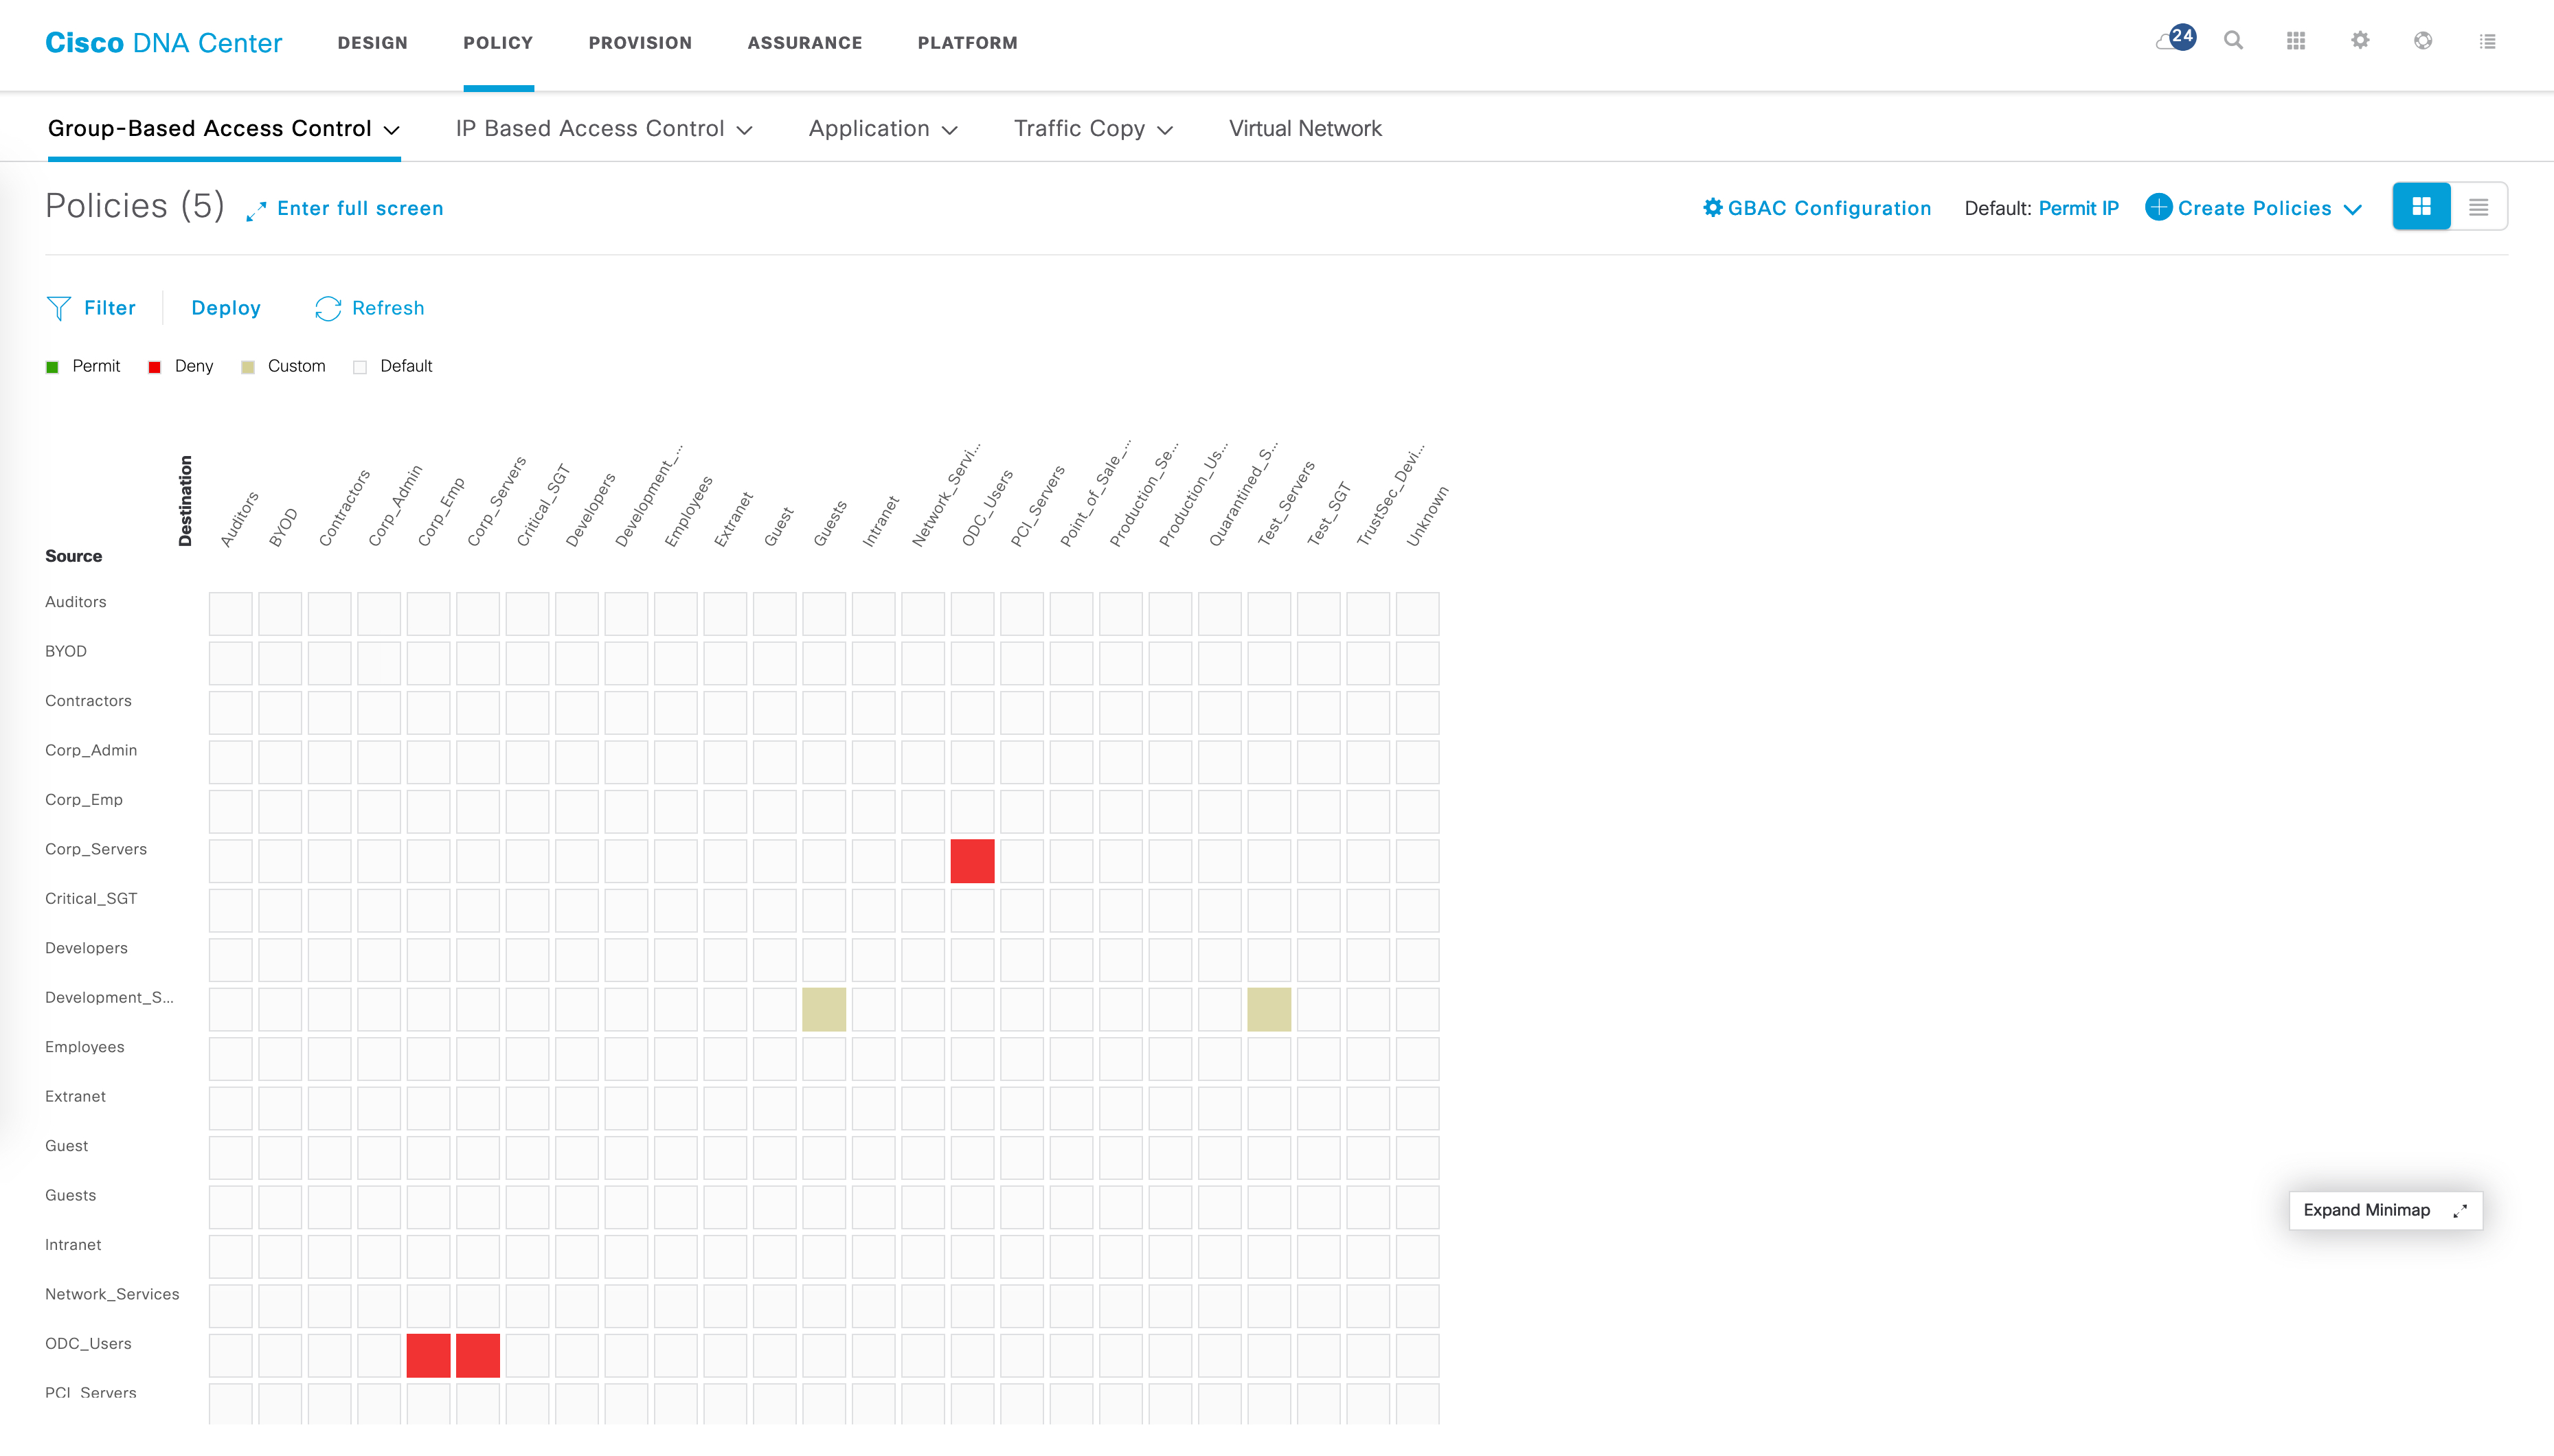 Cisco DNA Center DESIGN POLICY PROVISION ASSURANCE PLATFORM 24
Group-Based Access Control IP Based Access Control Application Traffic Copy Virtual Network
Policies (5) Enter full screen GBAC Configuration Default: Permit IP Create Policies
Filter Deploy Refresh
Permit Deny Custom Default
Destination
Auditors
BYOD
Contractors
Corp_Admin
Corp_Emp
Corp_Servers
Critical_SGT
Developers
Development_...
Employees
Extranet
Guest
Guests
Intranet
Network_Servi...
ODC_Users
PCI_Servers
Point_of_Sale_...
Production_Se...
Production_Us...
Quarantined_S...
Test_Servers
Test_SGT
TrustSec_Devi...
Unknown
Source
Auditors
BYOD
Contractors
Corp_Admin
Corp_Emp
Corp_Servers
Critical_SGT
Developers
Development_S...
Employees
Extranet
Guest
Guests
Expand Minimap
Intranet
Network_Services
ODC_Users
PCI_Servers